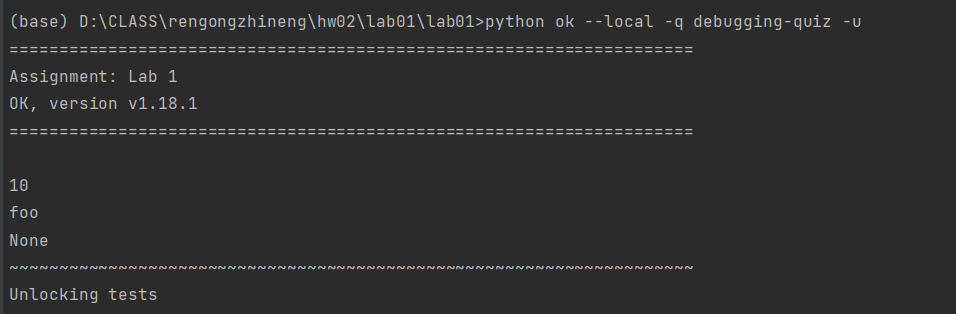 (base) D:\CLASS\rengongzhineng\hw02\lab01\lab01>python ok --local -q debugging-quiz -u
=====================================================================
Assignment: Lab 1
OK, version v1.18.1
=====================================================================
10
foo
None
~~~~~~~~~~~~~~~~~~~~~~~~~~~~~~~~~~~~~~~~~~~~~~~~~~~~~~~~~~~~~~~~~~~~~
Unlocking tests